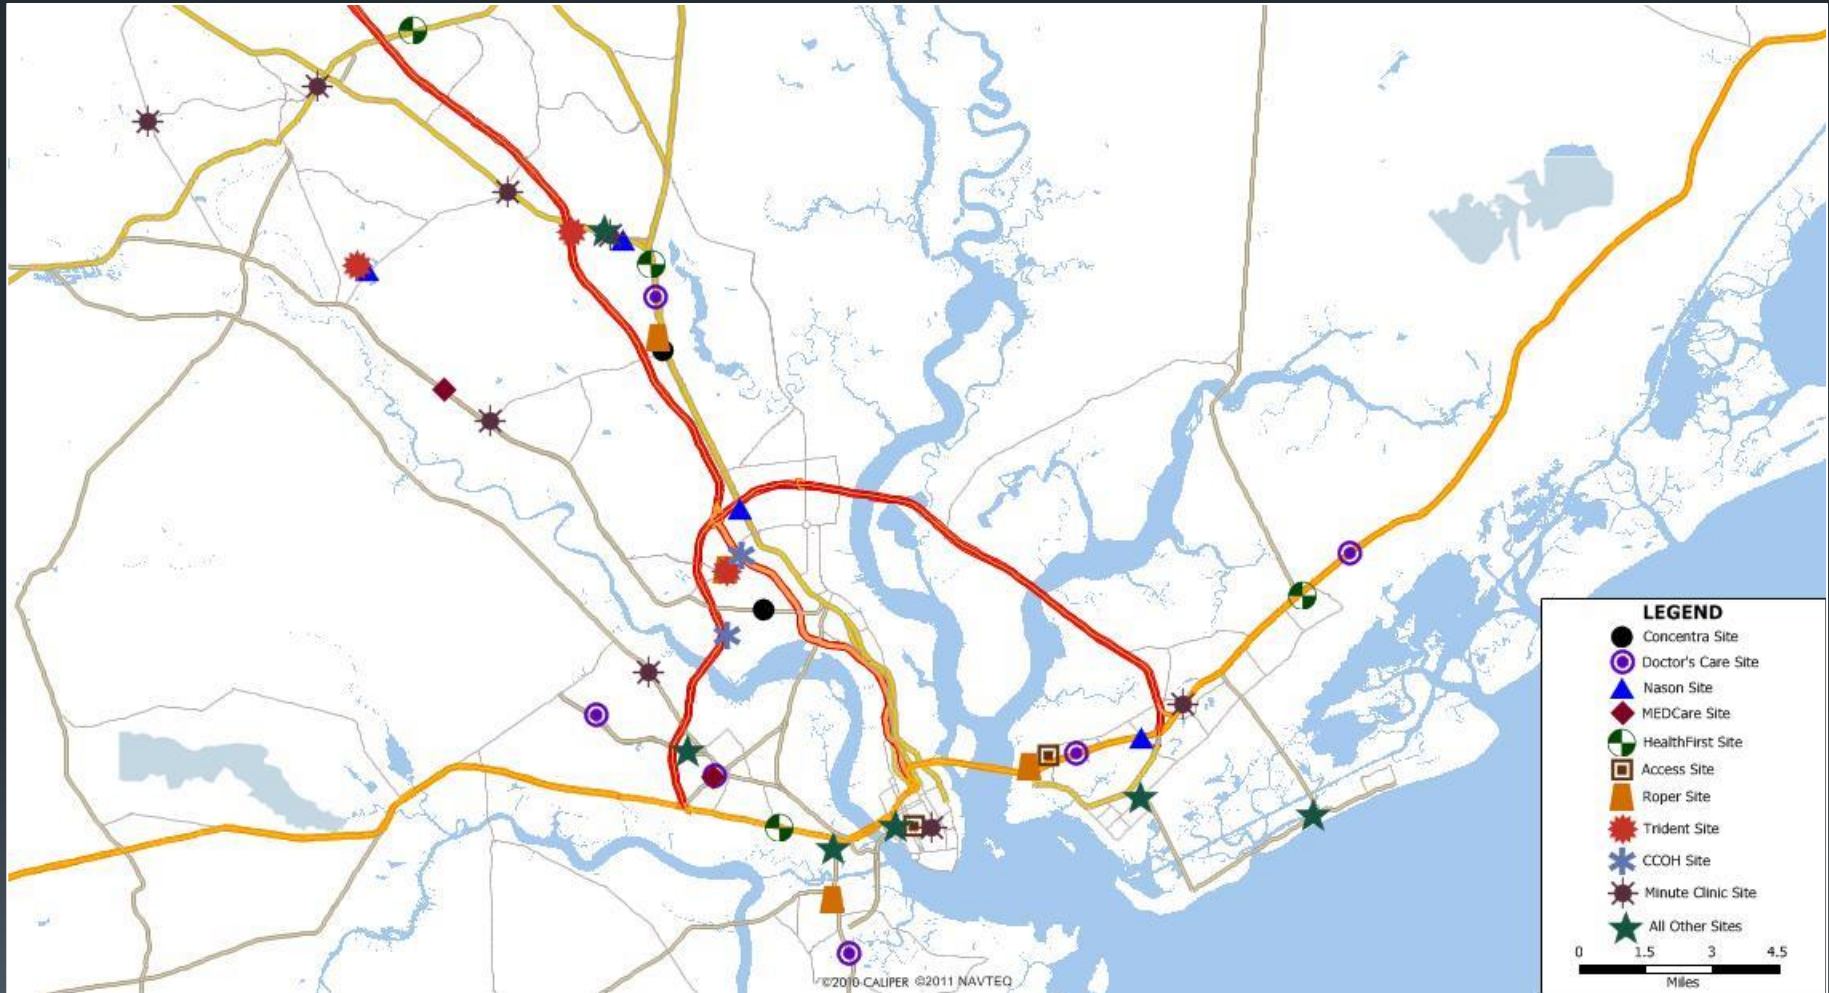 LEGEND
Concentra Site
Doctor's Care Site
Nason Site
MEDCare Site
HealthFirst Site
Access Site
Roper Site
Trident Site
CCOH Site
Minute Clinic Site
All Other Sites
0 1.5 3 4.5
Miles
©2010 CALIPER ©2011 NAVTEQ